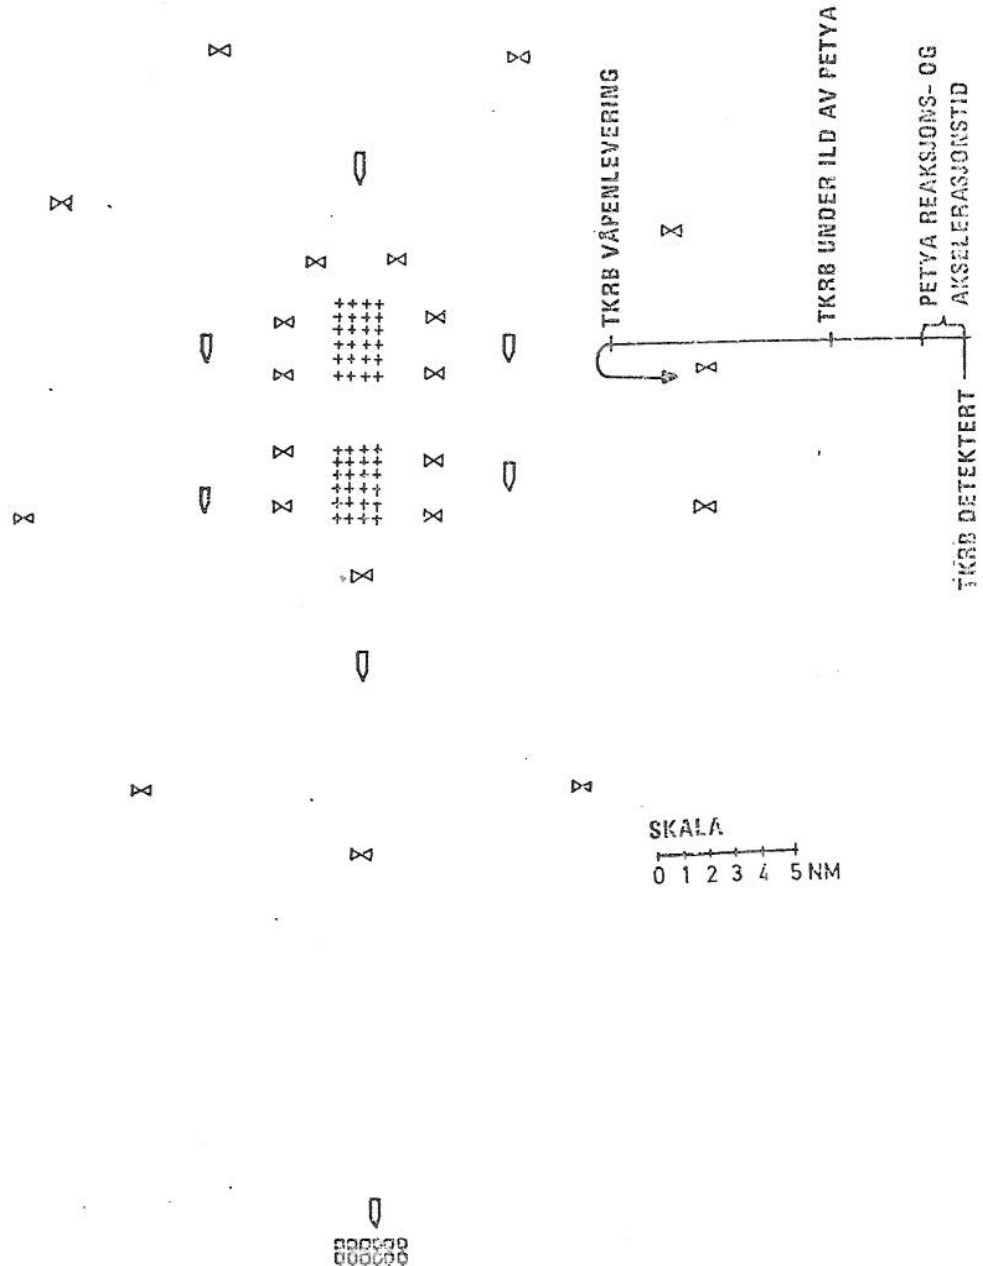 TKRB VÅPENLEVERING
TKRB UNDER ILD AV PETYA
PETYA REAKSJONS- OG
AKSELERASJONSTID
TKRB DETEKTERT
SKALA
0 1 2 3 4 5 NM